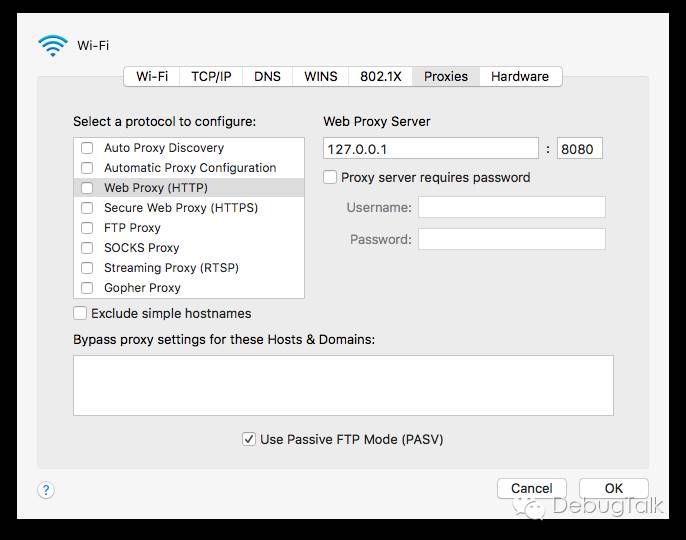 Wi-Fi
Wi-Fi TCP/IP DNS WINS 802.1X Proxies Hardware
Select a protocol to configure:
Auto Proxy Discovery
Automatic Proxy Configuration
Web Proxy (HTTP)
Secure Web Proxy (HTTPS)
FTP Proxy
SOCKS Proxy
Streaming Proxy (RTSP)
Gopher Proxy
Exclude simple hostnames
Web Proxy Server
127.0.0.1 : 8080
Proxy server requires password
Username:
Password:
Bypass proxy settings for these Hosts & Domains:
Use Passive FTP Mode (PASV)
?
Cancel OK
DebugTalk